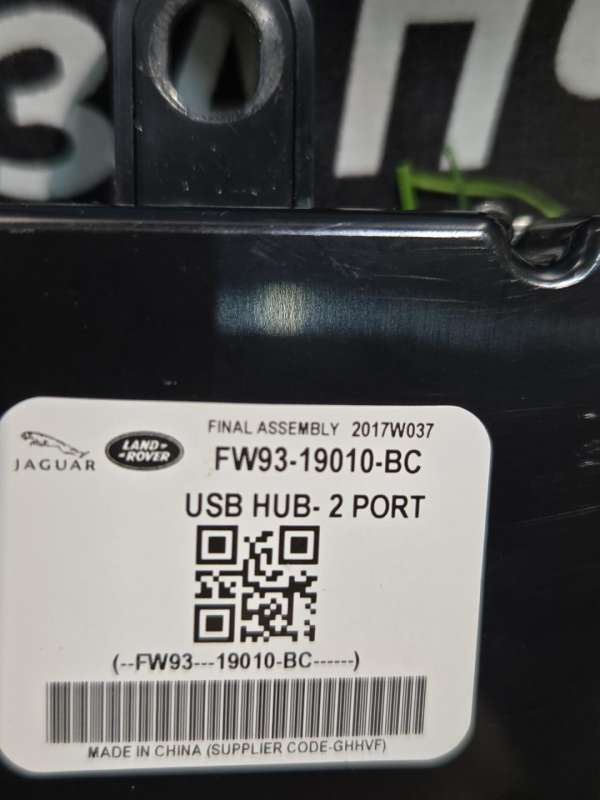 ЗАПЧ
FINAL ASSEMBLY 2017W037
JAGUAR
LAND ROVER
FW93-19010-BC
USB HUB- 2 PORT
(--FW93---19010-BC------)
MADE IN CHINA (SUPPLIER CODE-GHHVF)